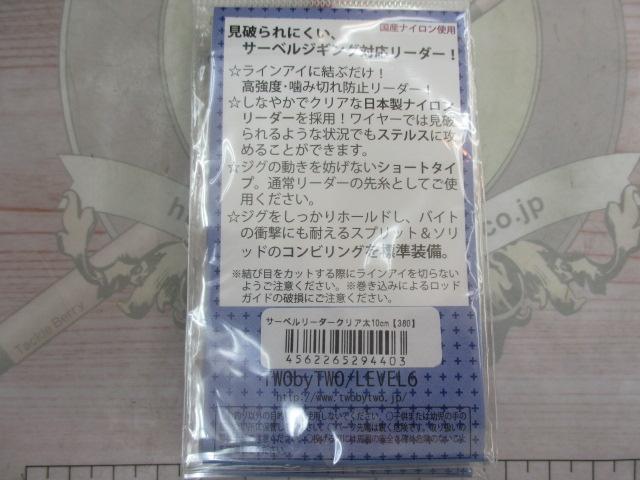 国産ナイロン使用
見破られにくい、
サーベルジギング対応リーダー！
☆ラインアイに結ぶだけ！
高強度・噛み切れ防止リーダー！
☆しなやかでクリアな日本製ナイロン
リーダーを採用！ワイヤーでは見破
られるような状況でもステルスに攻
めることができます。
☆ジグの動きを妨げないショートタイ
プ。通常リーダーの先糸としてご使
用ください。
☆ジグをしっかりホールドし、バイト
の衝撃にも耐えるスプリット＆ソリ
ッドのコンビリングを標準装備。
※結び目をカットする際にラインアイを切らない
ようご注意ください。※巻き込みによるロッド
ガイドの破損にご注意ください。
サーベルリーダークリア太10cm【380】
4562265294403
TWObyTWO/LEVEL6
http://www.twobytwo.jp/
Tackle Berry
co.jp